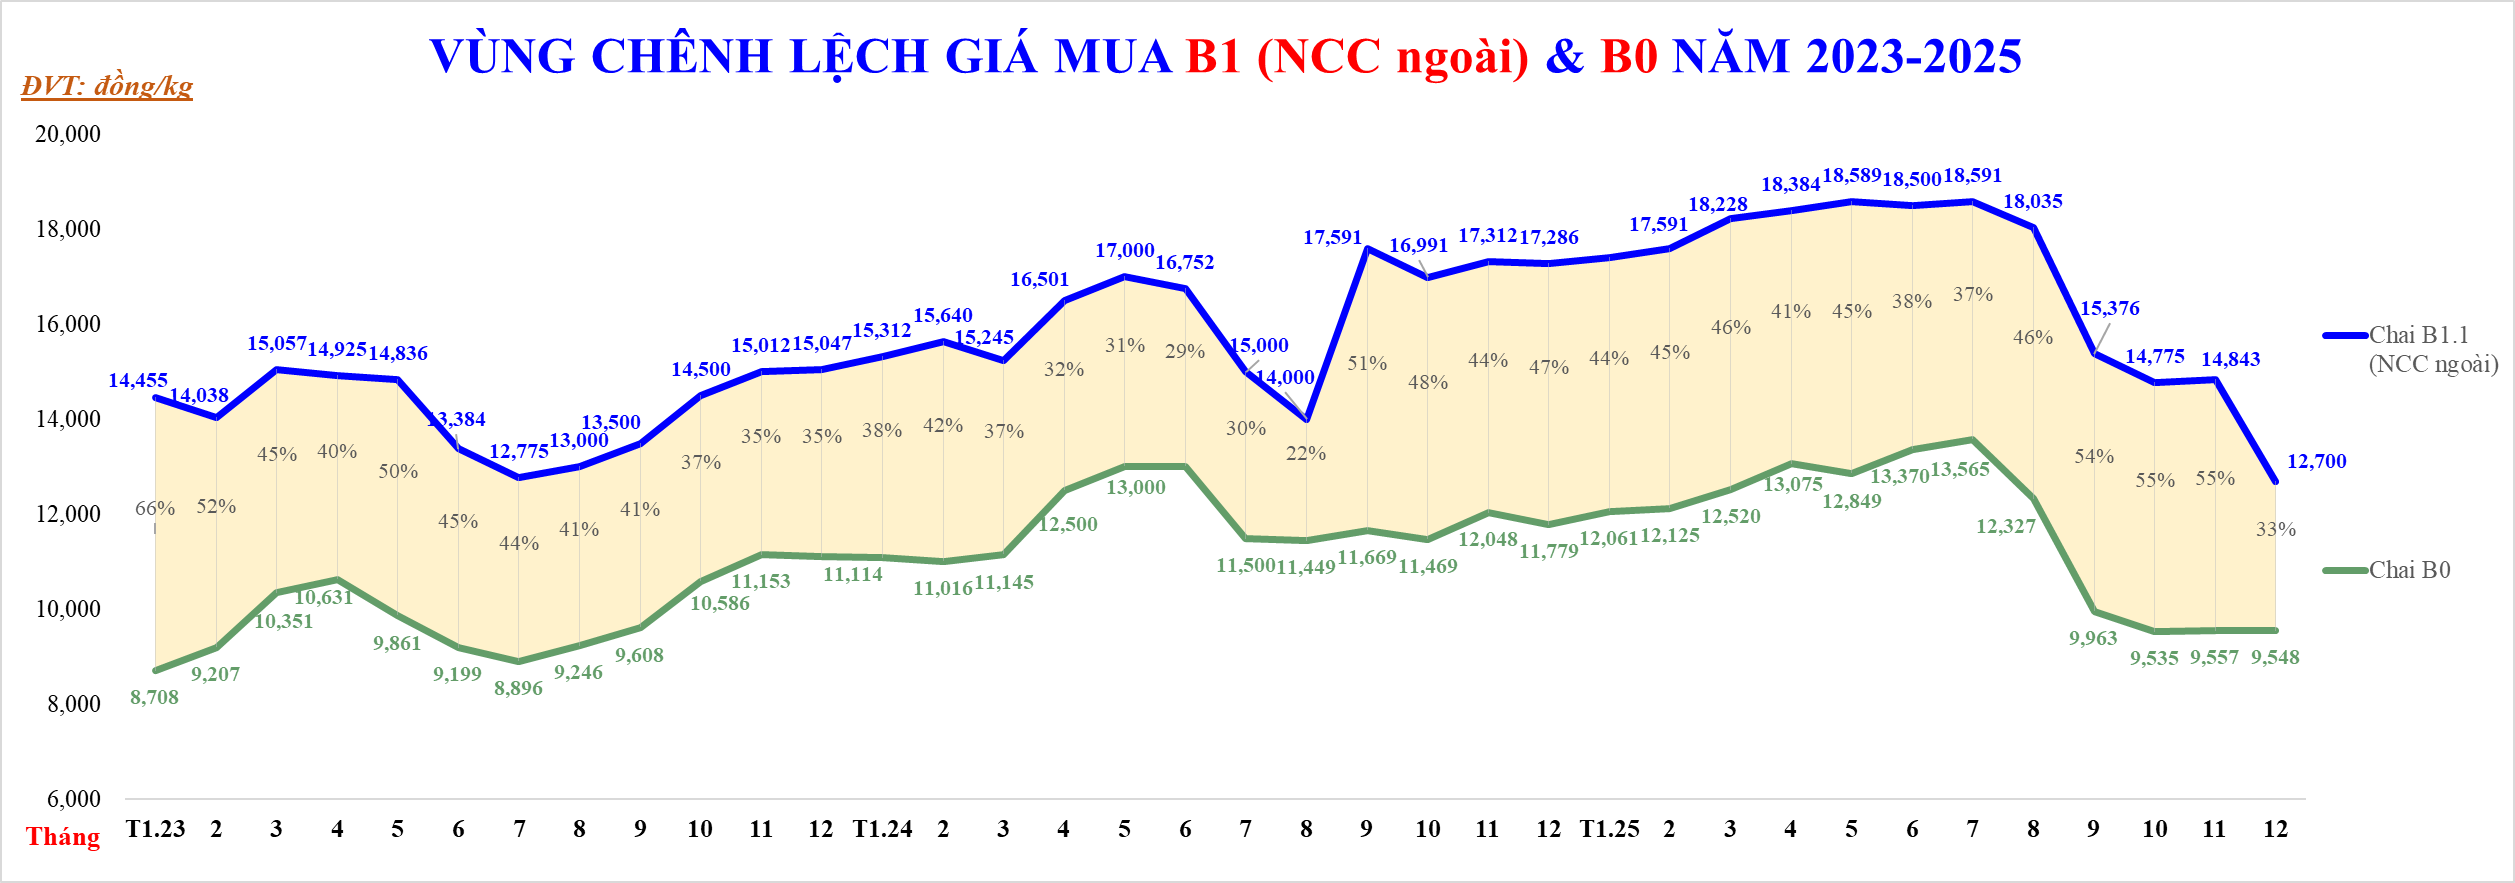 VÙNG CHÊNH LỆCH GIÁ MUA B1 (NCC ngoài) & B0 NĂM 2023-2025
ĐVT: đồng/kg
20,000
18,000
16,000
14,000
12,000
10,000
8,000
6,000
14,455 14,038 15,057 14,925 14,836 13,384 12,775 13,000 13,500 14,500 15,012 15,047 15,312 15,640 15,245 16,501 17,000 16,752 15,000 14,000 17,591 16,991 17,312 17,286 17,591 18,228 18,384 18,589 18,500 18,591 18,035 15,376 14,775 14,843 12,700
66% 52% 45% 40% 50% 45% 44% 41% 41% 37% 35% 35% 38% 42% 37% 32% 31% 29% 30% 22% 51% 48% 44% 47% 44% 45% 46% 41% 45% 38% 37% 46% 54% 55% 55% 33%
8,708 9,207 10,351 10,631 9,861 9,199 8,896 9,246 9,608 10,586 11,153 11,114 11,016 11,145 12,500 13,000 11,500 11,449 11,669 11,469 12,048 11,779 12,061 12,125 12,520 13,075 12,849 13,370 13,565 12,327 9,963 9,535 9,557 9,548
Chai B1.1
(NCC ngoài)
Chai B0
T1.23 2 3 4 5 6 7 8 9 10 11 12 T1.24 2 3 4 5 6 7 8 9 10 11 12 T1.25 2 3 4 5 6 7 8 9 10 11 12
Tháng